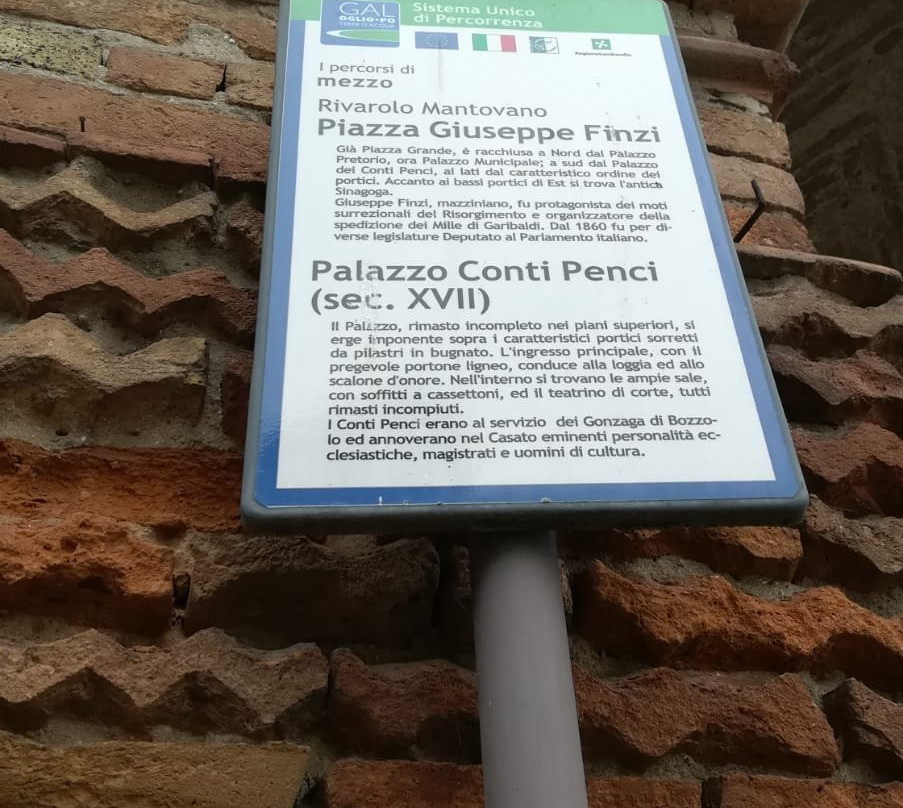 GAL
OGLIO·PO
TERRE D'ACQUA
Sistema Unico
di Percorrenza
RegioneLombardia
I percorsi di
mezzo
Rivarolo Mantovano
Piazza Giuseppe Finzi
Già Piazza Grande, è racchiusa a Nord dal Palazzo
Pretorio, ora Palazzo Municipale; a sud dal Palazzo
dei Conti Penci, ai lati dal caratteristico ordine dei
portici. Accanto ai bassi portici di Est si trova l'antica
Sinagoga.
Giuseppe Finzi, mazziniano, fu protagonista dei moti
surrezionali del Risorgimento e organizzatore della
spedizione dei Mille di Garibaldi. Dal 1860 fu per di-
verse legislature Deputato al Parlamento italiano.
Palazzo Conti Penci
(sec. XVII)
Il Palazzo, rimasto incompleto nei piani superiori, si
erge imponente sopra i caratteristici portici sorretti
da pilastri in bugnato. L'ingresso principale, con il
pregevole portone ligneo, conduce alla loggia ed allo
scalone d'onore. Nell'interno si trovano le ampie sale,
con soffitti a cassettoni, ed il teatrino di corte, tutti
rimasti incompiuti.
I Conti Penci erano al servizio dei Gonzaga di Bozzo-
lo ed annoverano nel Casato eminenti personalità ec-
clesiastiche, magistrati e uomini di cultura.